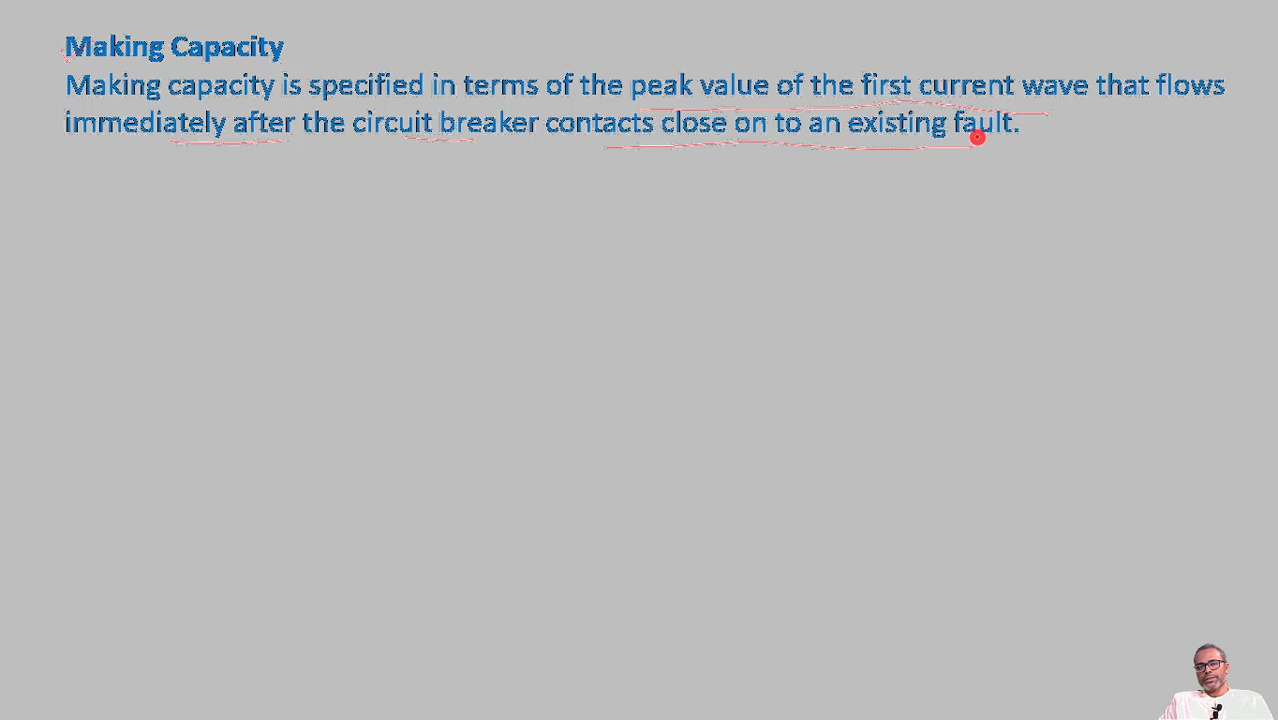 Making Capacity
Making capacity is specified in terms of the peak value of the first current wave that flows
immediately after the circuit breaker contacts close on to an existing fault.